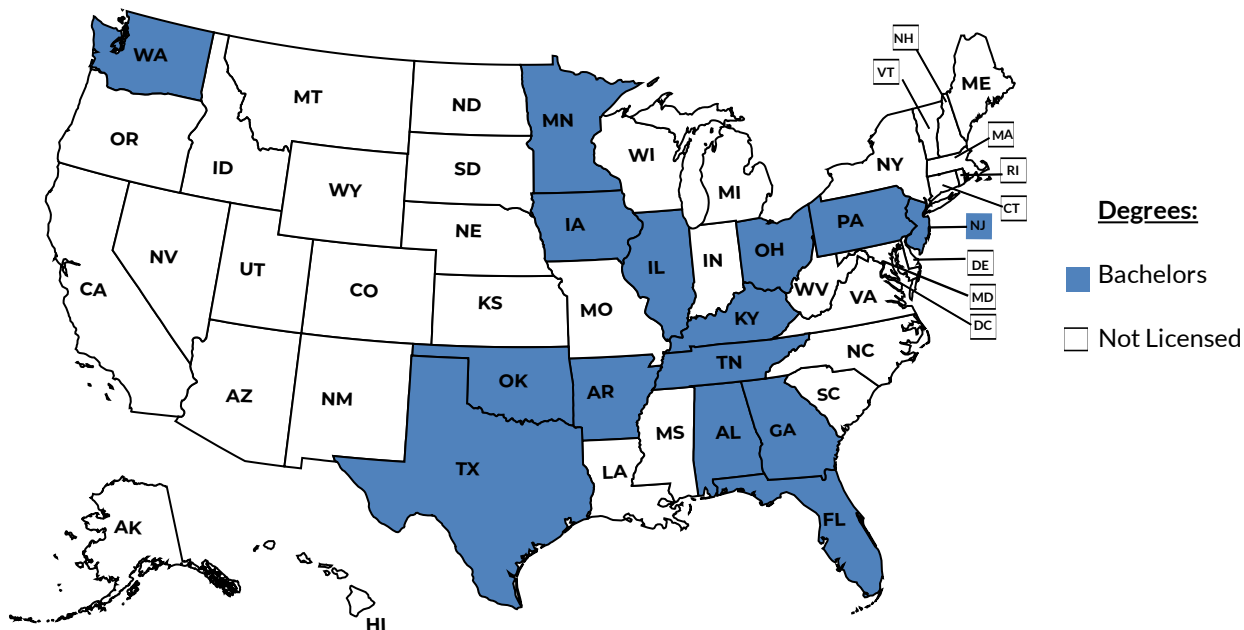 WA
MT
ND
MN
OR
ID
WY
SD
WI
MI
NY
ME
NH
VT
MA
RI
CT
NJ
DE
MD
DC
NV
UT
CA
CO
NE
IA
KS
MO
IL
IN
OH
PA
WV
VA
KY
NC
TN
SC
AZ
NM
OK
AR
TX
LA
MS
AL
GA
FL
AK
HI
Degrees:
Bachelors
Not Licensed